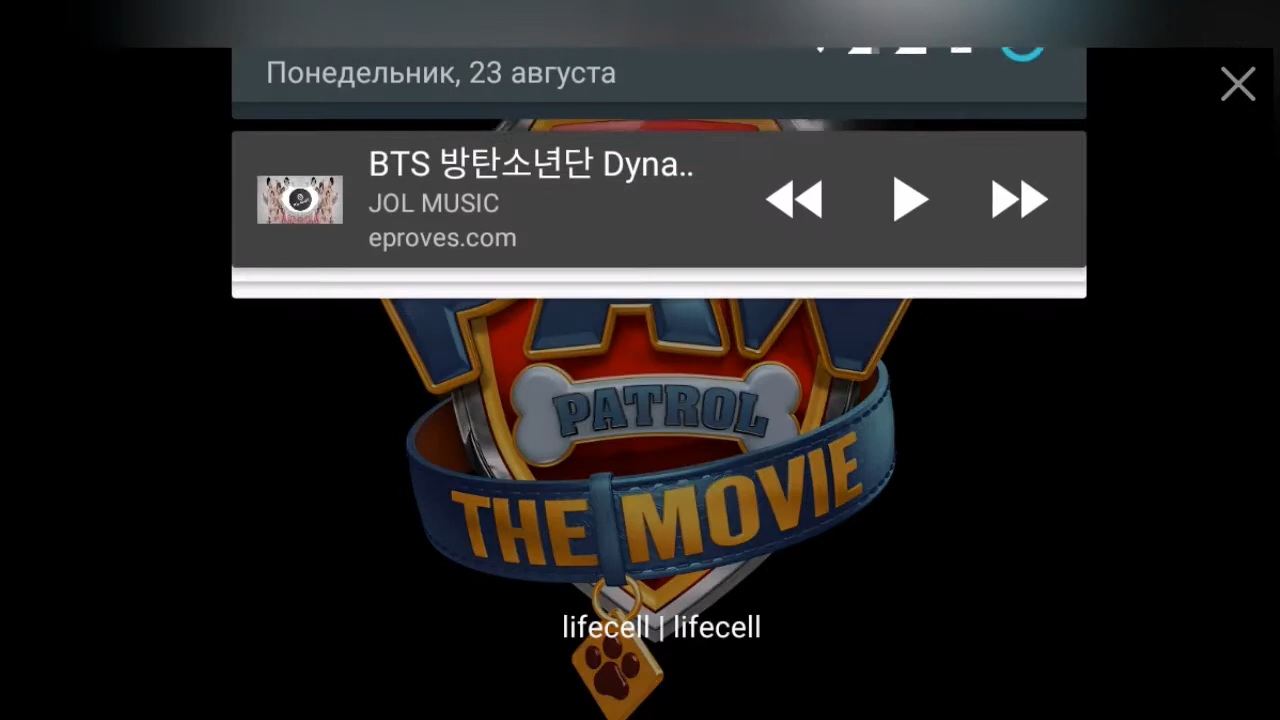 Понедельник, 23 августа
BTS 방탄소년단 Dyna..
JOL MUSIC
eproves.com
PAW
PATROL
THE MOVIE
lifecell | lifecell